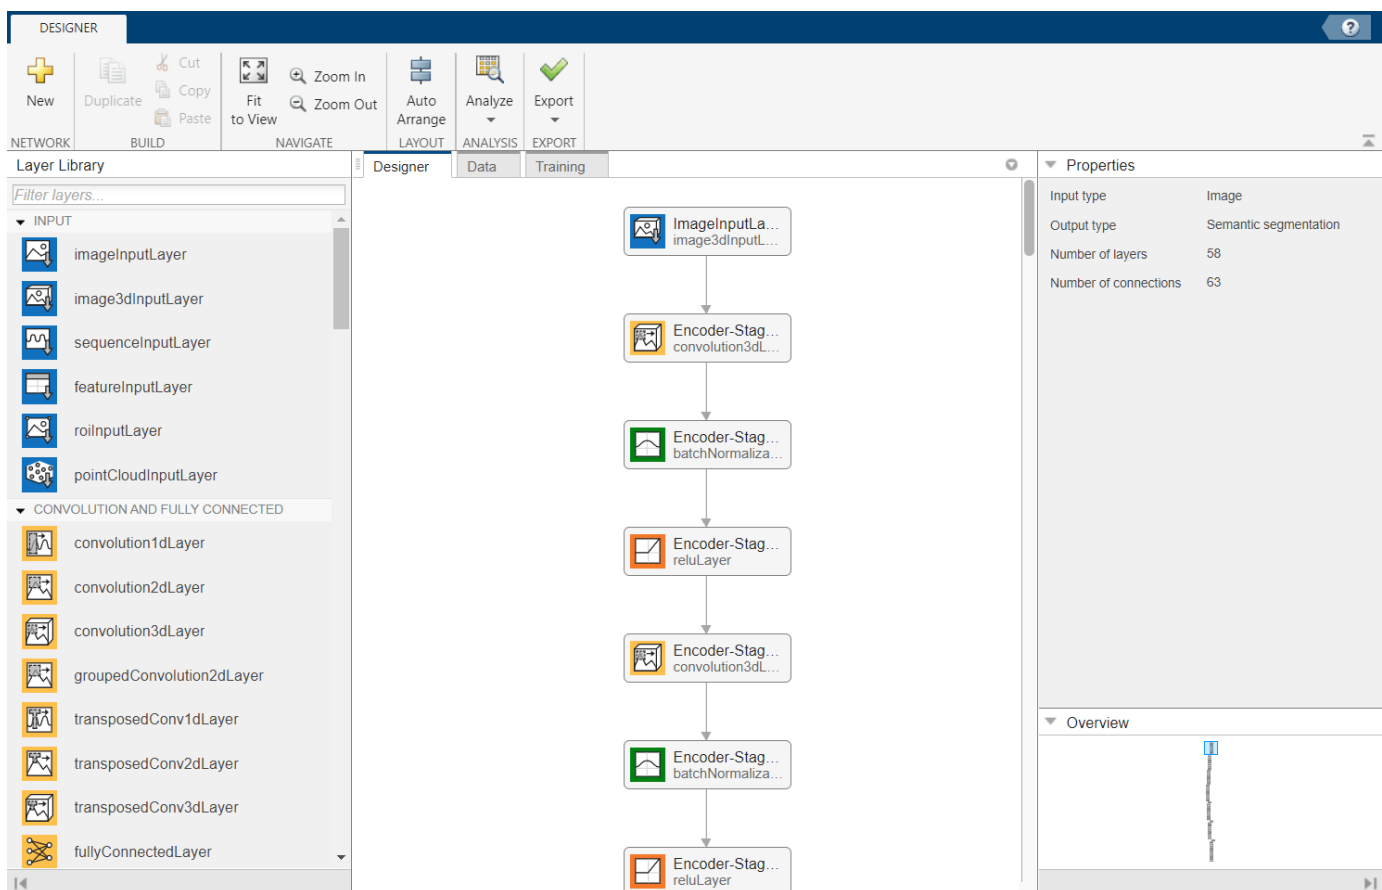 DESIGNER
?
New
Duplicate
Cut
Copy
Paste
Fit
to View
Zoom In
Zoom Out
Auto
Arrange
Analyze
Export
NETWORK
BUILD
NAVIGATE
LAYOUT
ANALYSIS
EXPORT
Layer Library
Filter layers...
INPUT
imageInputLayer
image3dInputLayer
sequenceInputLayer
featureInputLayer
roiInputLayer
pointCloudInputLayer
CONVOLUTION AND FULLY CONNECTED
convolution1dLayer
convolution2dLayer
convolution3dLayer
groupedConvolution2dLayer
transposedConv1dLayer
transposedConv2dLayer
transposedConv3dLayer
fullyConnectedLayer
Designer
Data
Training
ImageInputLa...
image3dInputL...
Encoder-Stag...
convolution3dL...
Encoder-Stag...
batchNormaliza...
Encoder-Stag...
reluLayer
Encoder-Stag...
convolution3dL...
Encoder-Stag...
batchNormaliza...
Encoder-Stag...
reluLayer
Properties
Input type Image
Output type Semantic segmentation
Number of layers 58
Number of connections 63
Overview